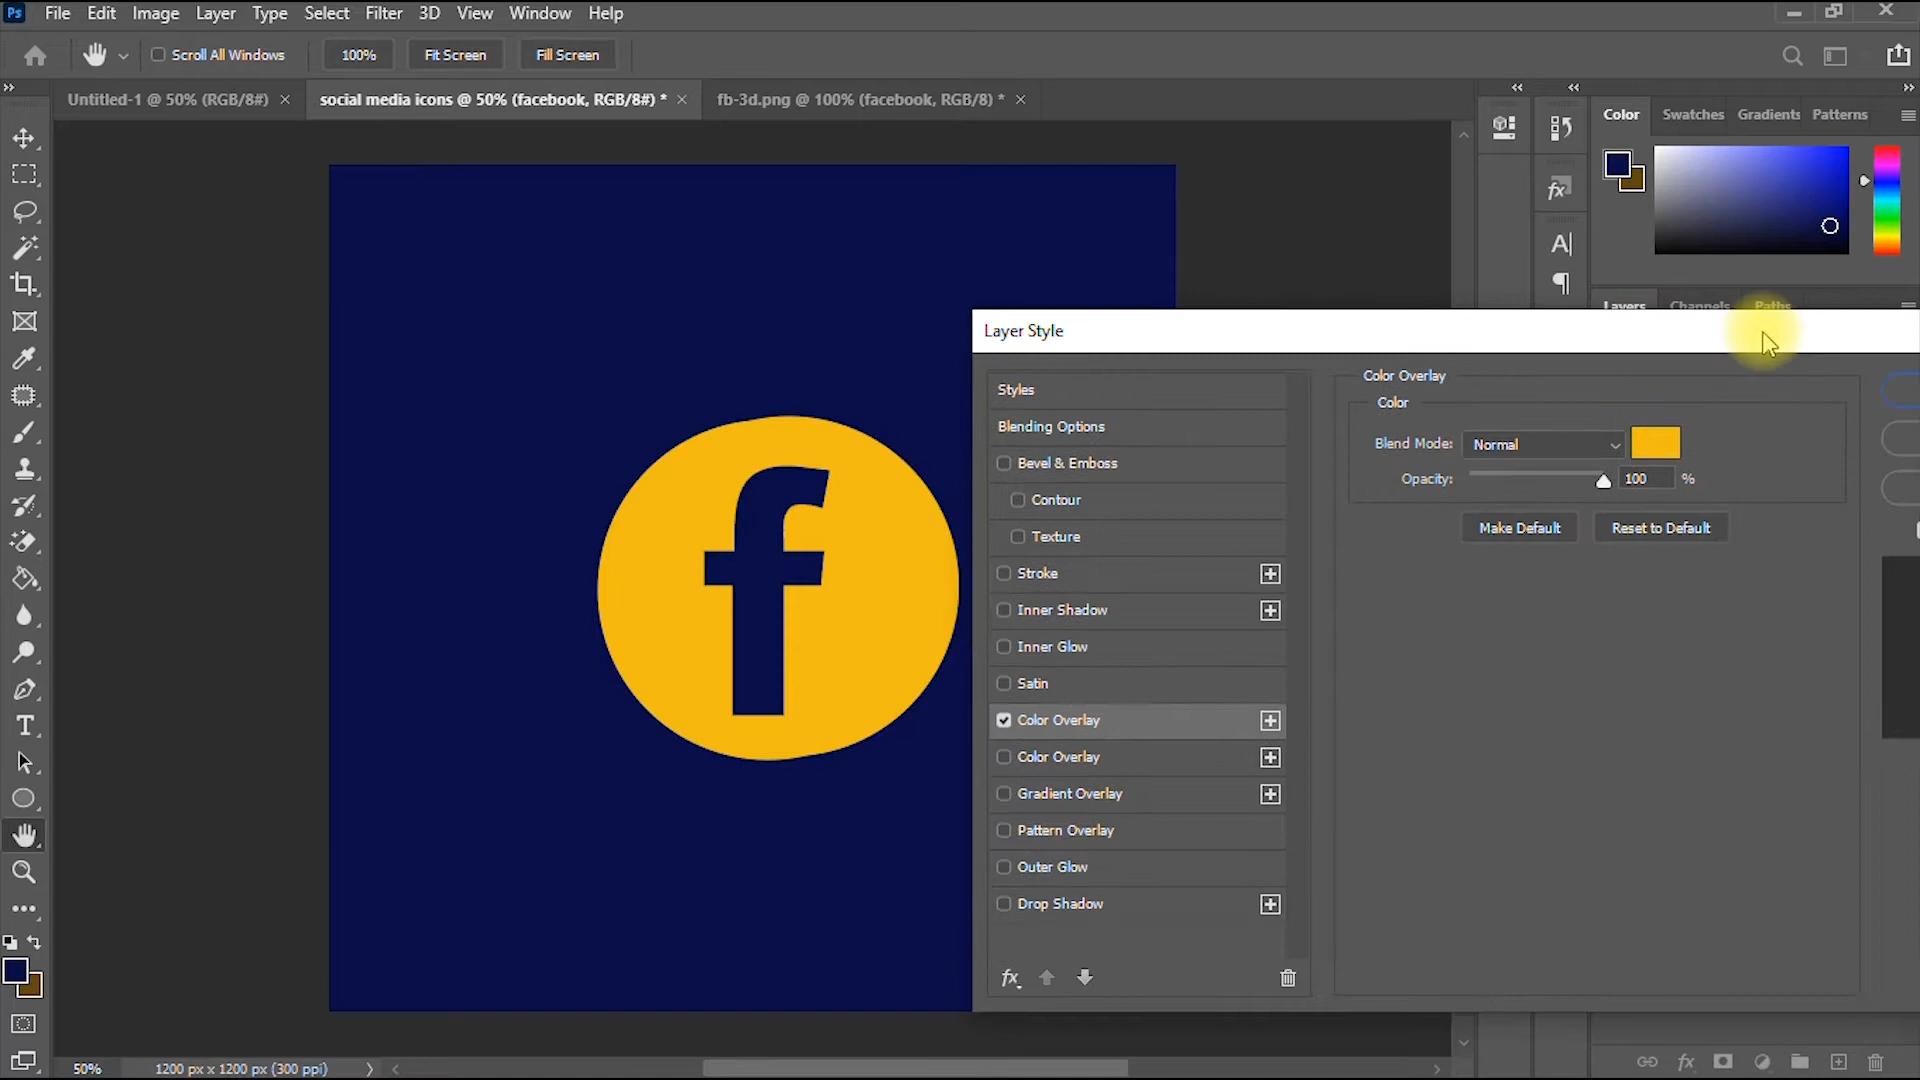 Ps File Edit Image Layer Type Select Filter 3D View Window Help
Scroll All Windows 100% Fit Screen Fill Screen
Untitled-1 @ 50% (RGB/8#) social media icons @ 50% (facebook, RGB/8#) * fb-3d.png @ 100% (facebook, RGB/8) *
Color Swatches Gradients Patterns
Layers Channels Paths
Layer Style
Styles
Blending Options
Bevel & Emboss
Contour
Texture
Stroke
Inner Shadow
Inner Glow
Satin
Color Overlay
Color Overlay
Gradient Overlay
Pattern Overlay
Outer Glow
Drop Shadow
fx
Color Overlay
Color
Blend Mode: Normal
Opacity: 100 %
Make Default Reset to Default
f
50% 1200 px x 1200 px (300 ppi)